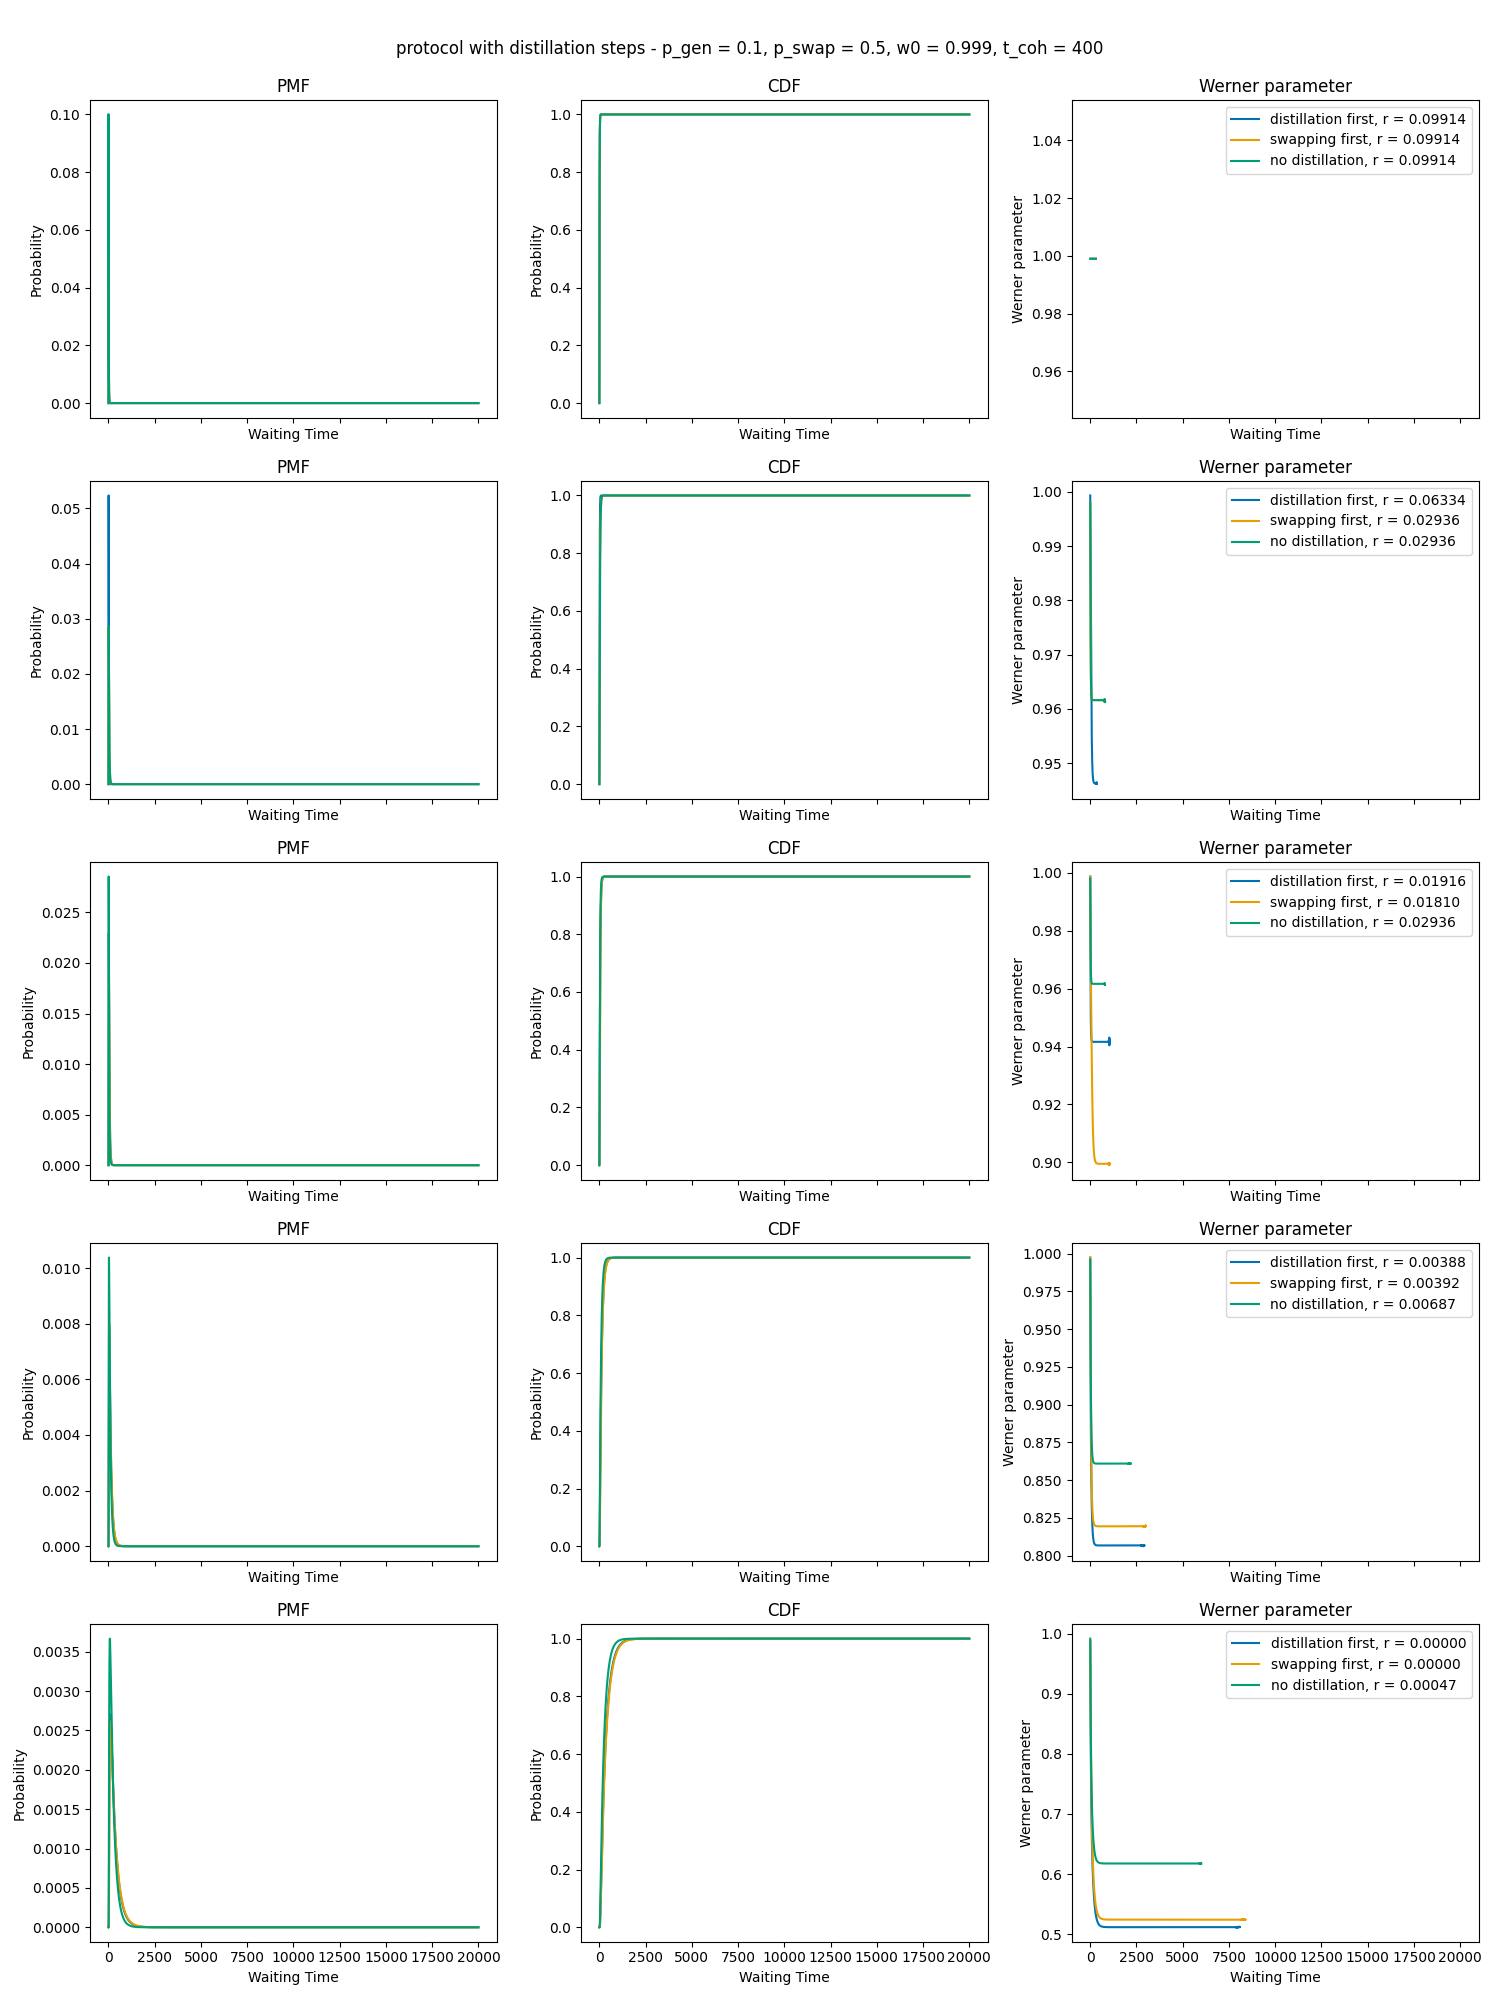 protocol with distillation steps - p_gen = 0.1, p_swap = 0.5, w0 = 0.999, t_coh = 400
PMF
CDF
Werner parameter
0.10
0.08
0.06
0.04
0.02
0.00
Probability
Waiting Time
1.0
0.8
0.6
0.4
0.2
0.0
Probability
Waiting Time
1.04
1.02
1.00
0.98
0.96
Werner parameter
distillation first, r = 0.09914
swapping first, r = 0.09914
no distillation, r = 0.09914
Waiting Time
PMF
CDF
Werner parameter
0.05
0.04
0.03
0.02
0.01
0.00
Probability
Waiting Time
1.0
0.8
0.6
0.4
0.2
0.0
Probability
Waiting Time
1.00
0.99
0.98
0.97
0.96
0.95
Werner parameter
distillation first, r = 0.06334
swapping first, r = 0.02936
no distillation, r = 0.02936
Waiting Time
PMF
CDF
Werner parameter
0.025
0.020
0.015
0.010
0.005
0.000
Probability
Waiting Time
1.0
0.8
0.6
0.4
0.2
0.0
Probability
Waiting Time
1.00
0.98
0.96
0.94
0.92
0.90
Werner parameter
distillation first, r = 0.01916
swapping first, r = 0.01810
no distillation, r = 0.02936
Waiting Time
PMF
CDF
Werner parameter
0.010
0.008
0.006
0.004
0.002
0.000
Probability
Waiting Time
1.0
0.8
0.6
0.4
0.2
0.0
Probability
Waiting Time
1.000
0.975
0.950
0.925
0.900
0.875
0.850
0.825
0.800
Werner parameter
distillation first, r = 0.00388
swapping first, r = 0.00392
no distillation, r = 0.00687
Waiting Time
PMF
CDF
Werner parameter
0.0035
0.0030
0.0025
0.0020
0.0015
0.0010
0.0005
0.0000
Probability
0 2500 5000 7500 10000 12500 15000 17500 20000
Waiting Time
1.0
0.8
0.6
0.4
0.2
0.0
Probability
0 2500 5000 7500 10000 12500 15000 17500 20000
Waiting Time
1.0
0.9
0.8
0.7
0.6
0.5
Werner parameter
distillation first, r = 0.00000
swapping first, r = 0.00000
no distillation, r = 0.00047
0 2500 5000 7500 10000 12500 15000 17500 20000
Waiting Time